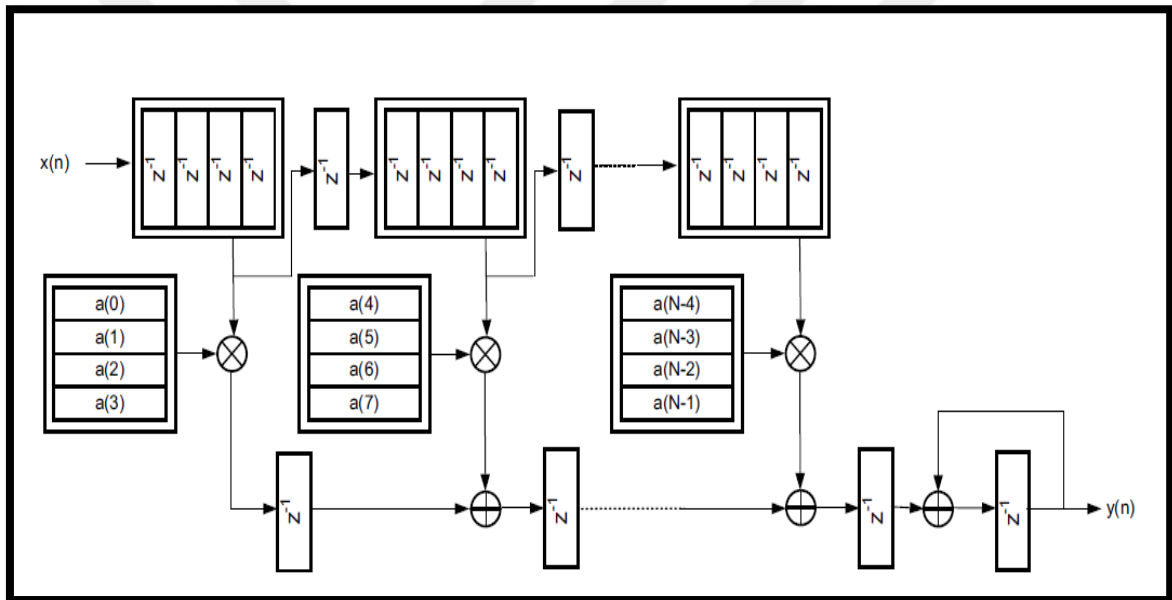 x(n)
z⁻¹ z⁻¹ z⁻¹ z⁻¹
z⁻¹
z⁻¹ z⁻¹ z⁻¹ z⁻¹
z⁻¹
z⁻¹ z⁻¹ z⁻¹ z⁻¹
a(0)
a(1)
a(2)
a(3)
a(4)
a(5)
a(6)
a(7)
a(N-4)
a(N-3)
a(N-2)
a(N-1)
z⁻¹
z⁻¹
z⁻¹
z⁻¹
y(n)